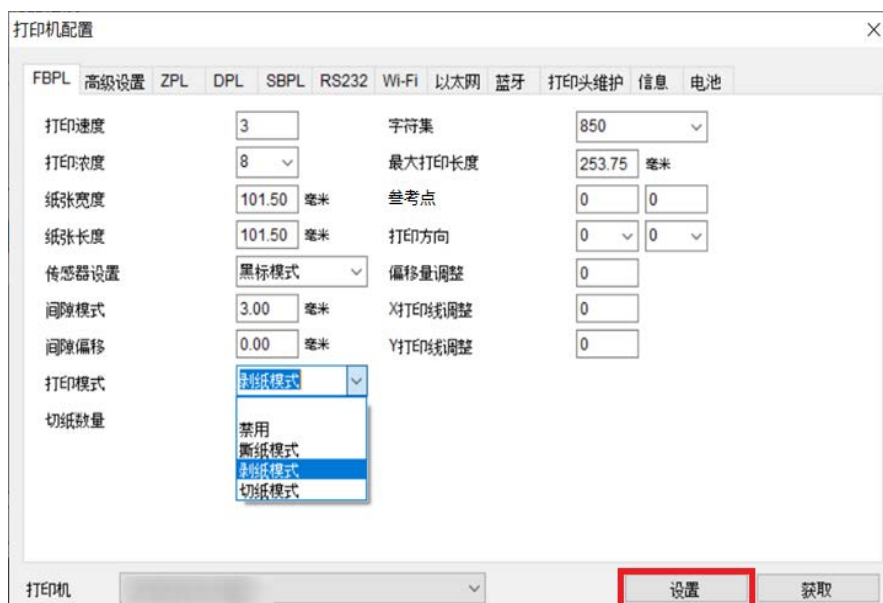 打印机配置
FBPL 高级设置 ZPL DPL SBPL RS232 Wi-Fi 以太网 蓝牙 打印头维护 信息 电池
打印速度 3 字符集 850
打印浓度 8 最大打印长度 253.75 毫米
纸张宽度 101.50 毫米 叁考点 0 0
纸张长度 101.50 毫米 打印方向 0 0
传感器设置 黑标模式 偏移量调整 0
间隙模式 3.00 毫米 X打印线调整 0
间隙偏移 0.00 毫米 Y打印线调整 0
打印模式 剥纸模式
切纸数量
禁用
撕纸模式
剥纸模式
切纸模式
打印机 设置 获取